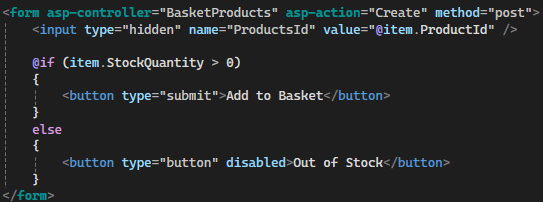 <form asp-controller="BasketProducts" asp-action="Create" method="post">
    <input type="hidden" name="ProductsId" value="@item.ProductId" />

    @if (item.StockQuantity > 0)
    {
        <button type="submit">Add to Basket</button>
    }
    else
    {
        <button type="button" disabled>Out of Stock</button>
    }
</form>